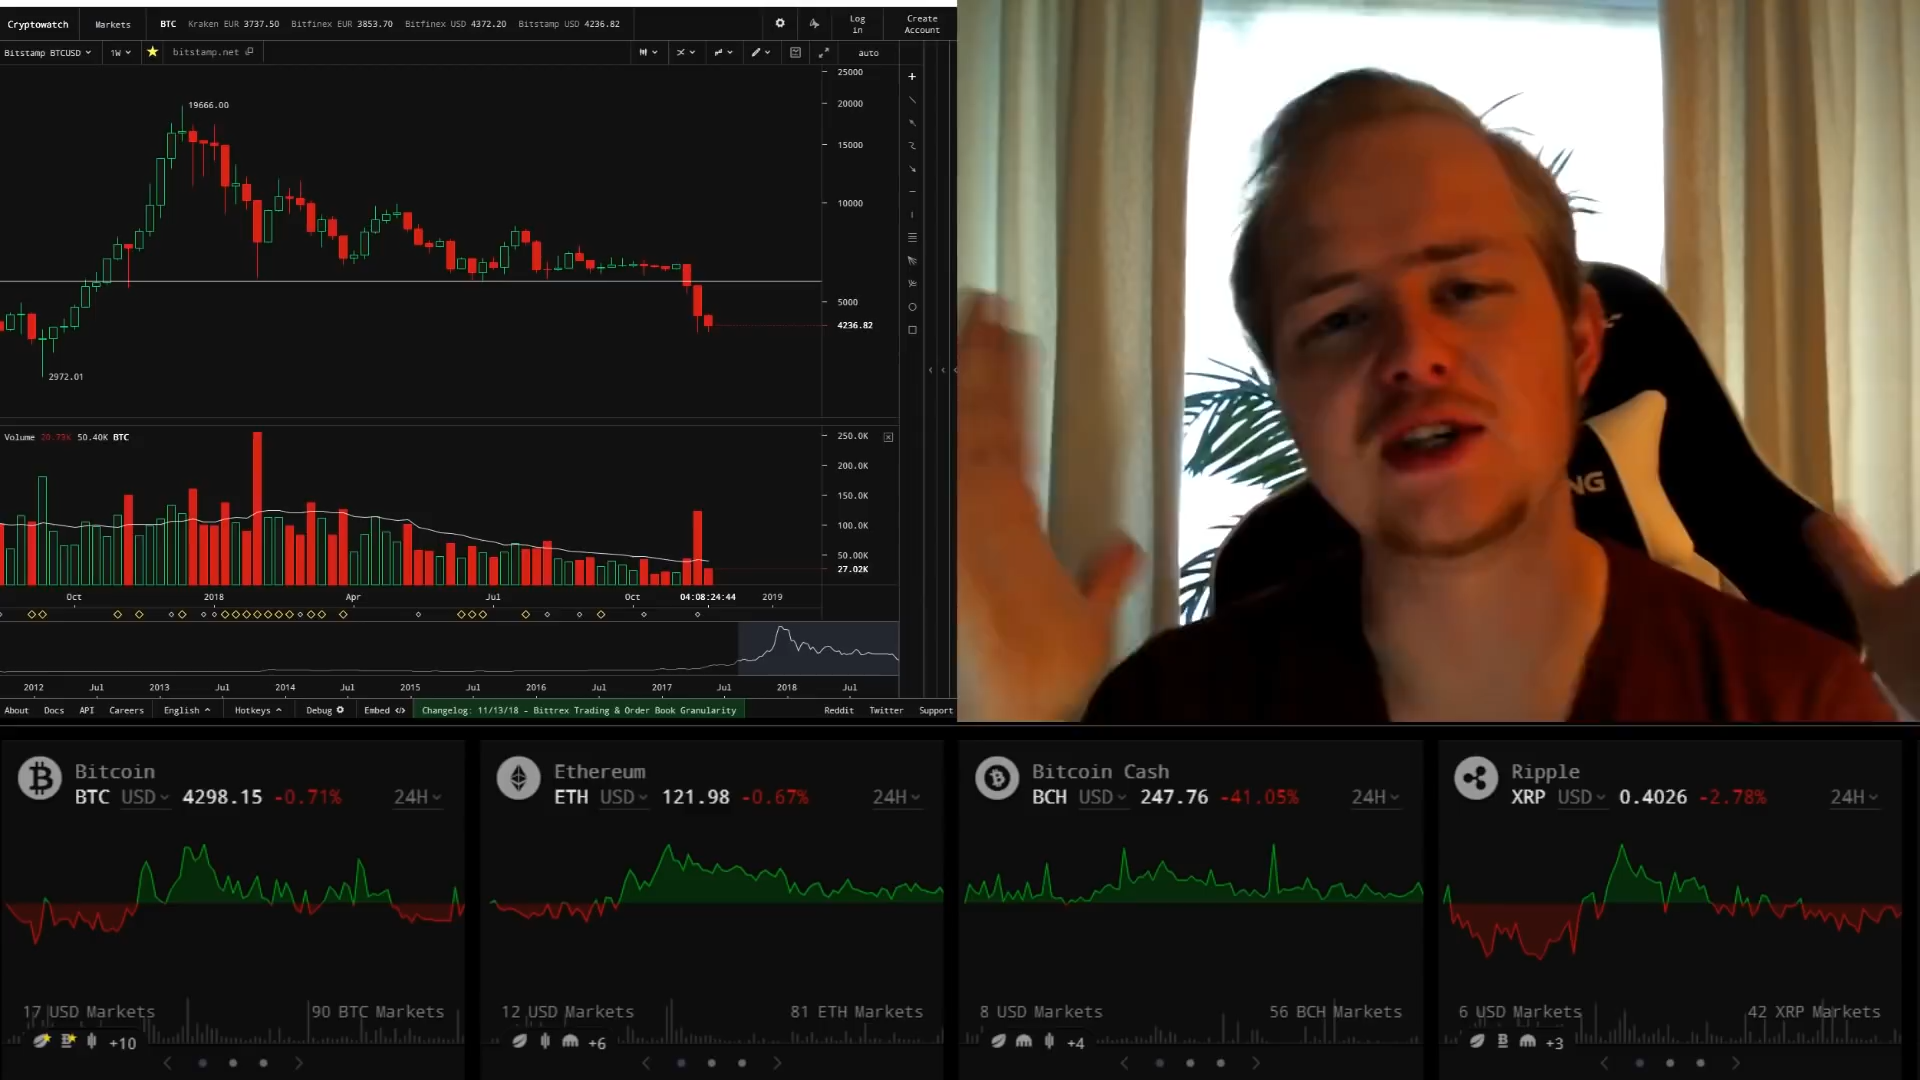 Cryptowatch Markets BTC Kraken EUR 3737.50 Bitfinex EUR 3853.70 Bitfinex USD 4372.20 Bitstamp USD 4236.82 Log in Create Account
Bitstamp BTCUSD 1W bitstamp.net auto
25000
19666.00
20000
15000
10000
5000
4236.82
2972.01
Volume 20.79K 50.40K BTC
250.0K
200.0K
150.0K
100.0K
50.00K
27.02K
Oct 2018 Apr Jul Oct 04:08:24:44 2019
2012 Jul 2013 Jul 2014 Jul 2015 Jul 2016 Jul 2017 Jul 2018 Jul
About Docs API Careers English Hotkeys Debug Embed Changelog: 11/13/18 - Bittrex Trading & Order Book Granularity Reddit Twitter Support
NG
Bitcoin
BTC USD 4298.15 -0.71% 24H
17 USD Markets 90 BTC Markets
+10
Ethereum
ETH USD 121.98 -0.67% 24H
12 USD Markets 81 ETH Markets
+6
Bitcoin Cash
BCH USD 247.76 -41.05% 24H
8 USD Markets 56 BCH Markets
+4
Ripple
XRP USD 0.4026 -2.78% 24H
6 USD Markets 42 XRP Markets
+3